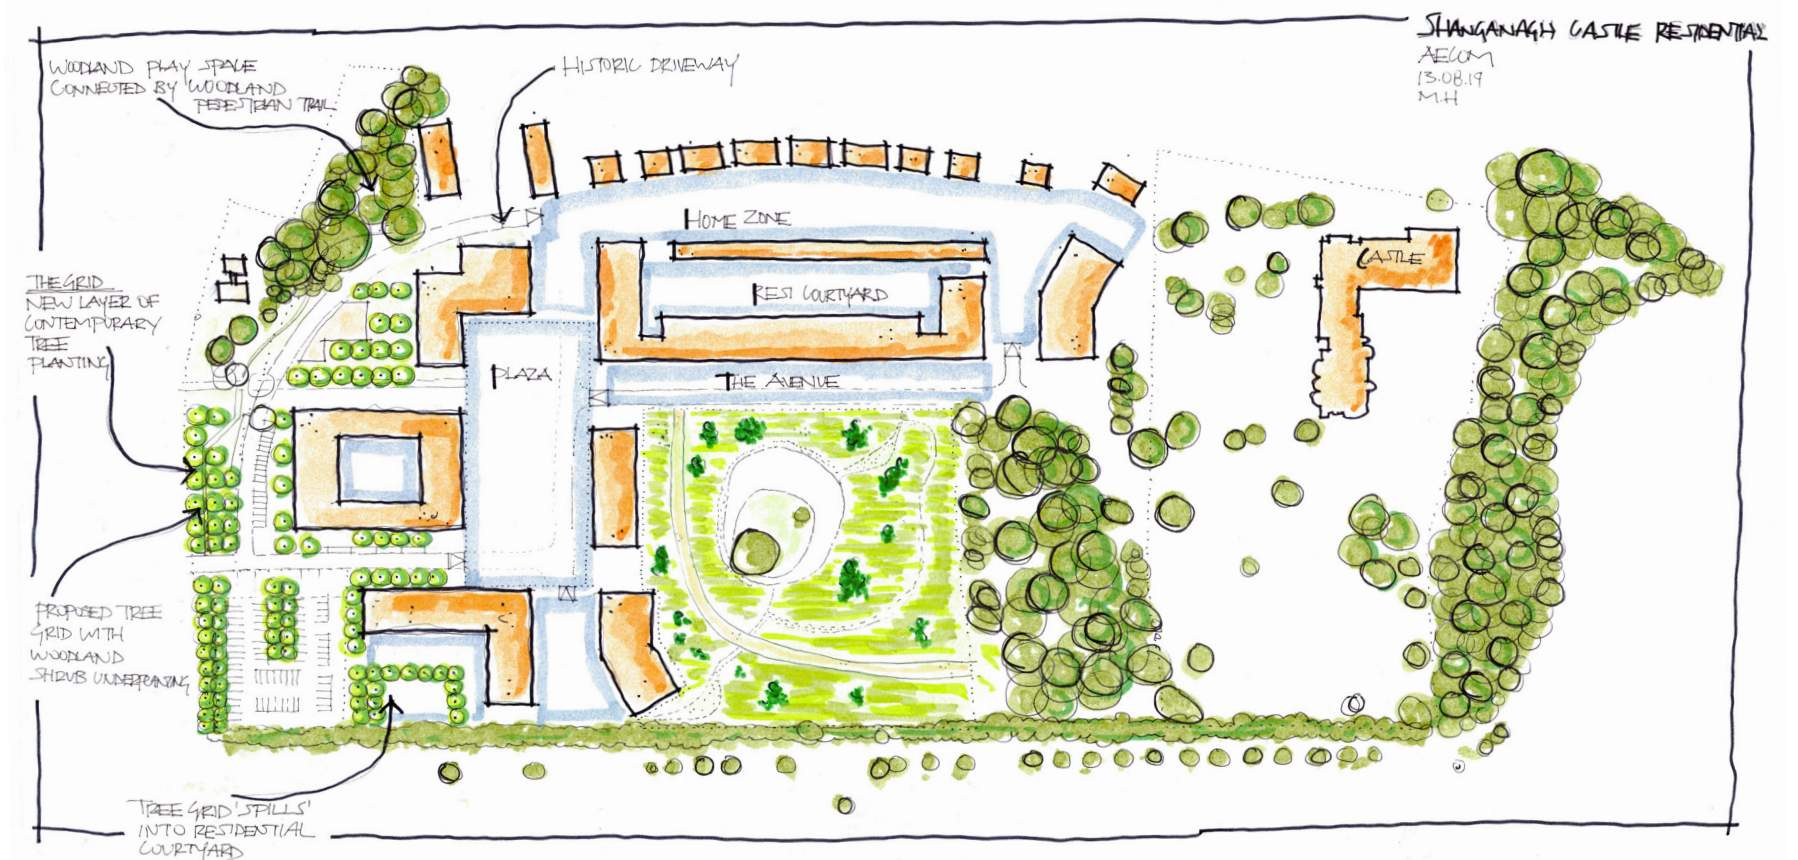 SHANGANAGH CASTLE RESIDENTIAL
AECOM
13.08.19
M.H
WOODLAND PLAY SPACE
CONNECTED BY WOODLAND
PEDESTRIAN TRAIL
HISTORIC DRIVEWAY
HOME ZONE
CASTLE
THE GRID
NEW LAYER OF
CONTEMPORARY
TREE
PLANTING
RESI COURTYARD
PLAZA
THE AVENUE
PROPOSED TREE
GRID WITH
WOODLAND
SHRUB UNDERPLANTING
TREE GRID 'SPILLS'
INTO RESIDENTIAL
COURTYARD